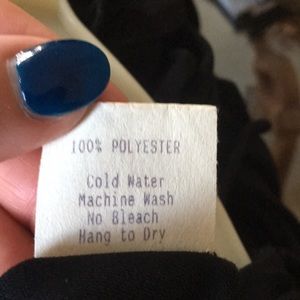 100% POLYESTER
Cold Water
Machine Wash
No Bleach
Hang to Dry